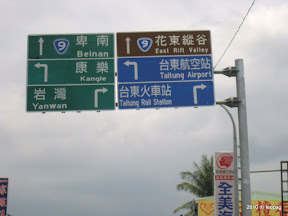 9 卑南
Beinan
康樂
Kangle
岩灣
Yanwan
9 花東縱谷
East Rift Valley
台東航空站
Taitung Airport
台東火車站
Taitung Rail Station
全美
2010